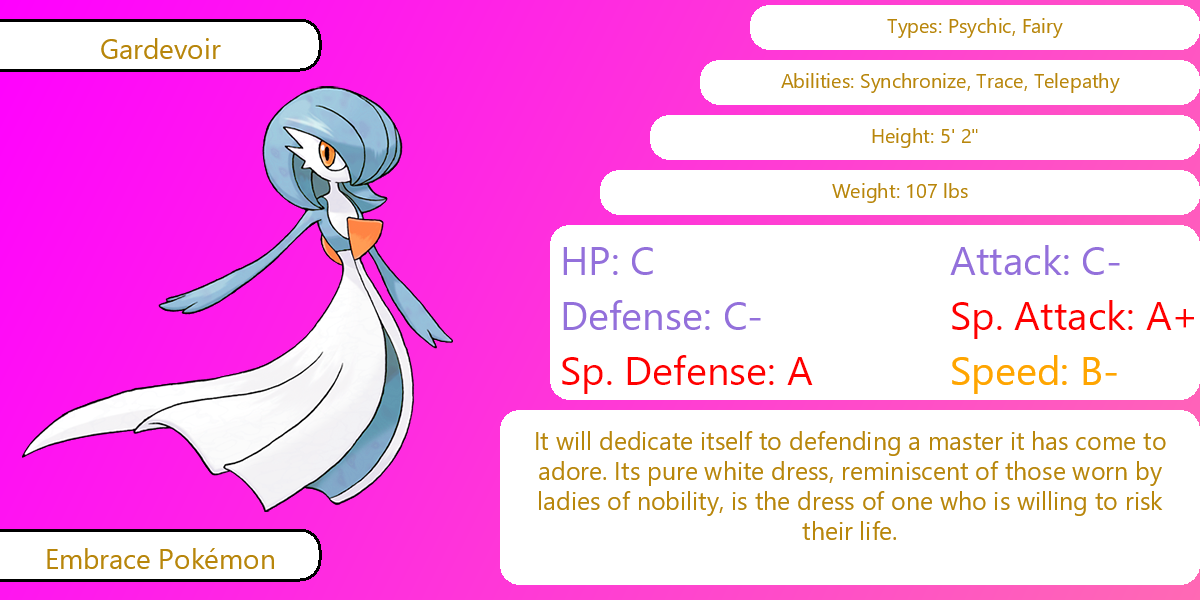 Gardevoir
Types: Psychic, Fairy
Abilities: Synchronize, Trace, Telepathy
Height: 5' 2"
Weight: 107 lbs
HP: C
Attack: C-
Defense: C-
Sp. Attack: A+
Sp. Defense: A
Speed: B-
It will dedicate itself to defending a master it has come to
adore. Its pure white dress, reminiscent of those worn by
ladies of nobility, is the dress of one who is willing to risk
their life.
Embrace Pokémon